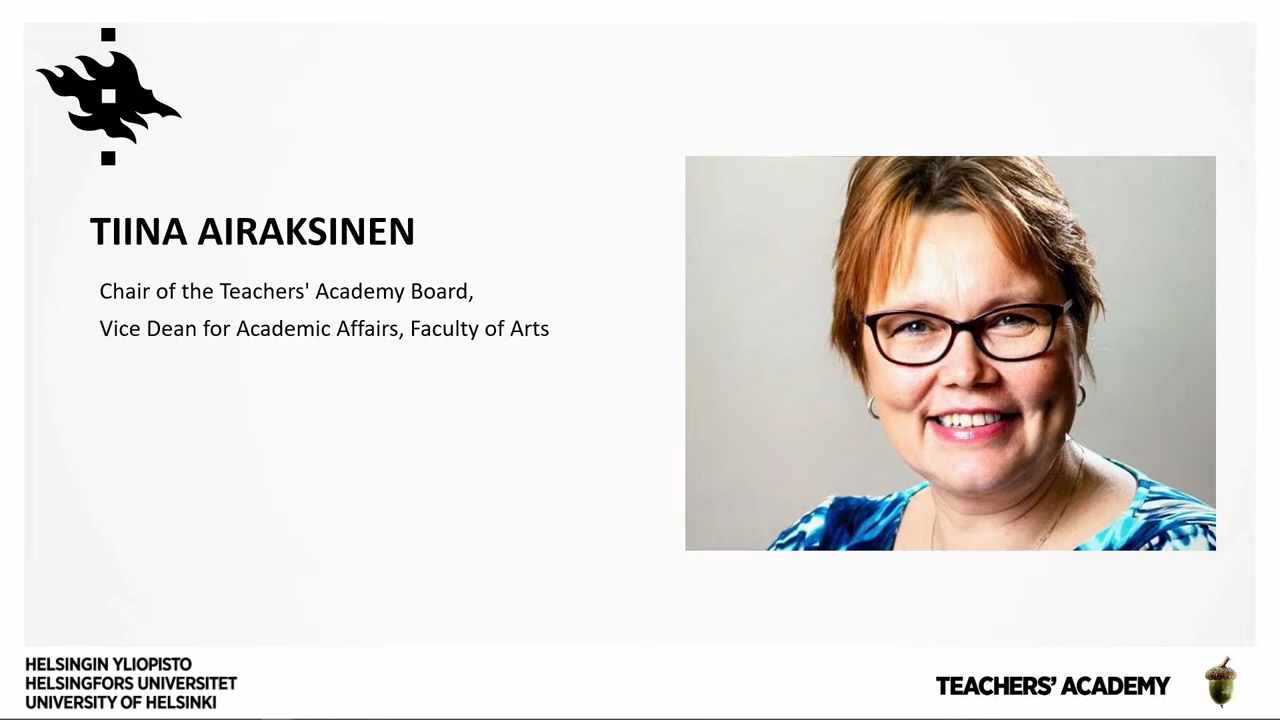 TIINA AIRAKSINEN
Chair of the Teachers' Academy Board,
Vice Dean for Academic Affairs, Faculty of Arts
HELSINGIN YLIOPISTO
HELSINGFORS UNIVERSITET
UNIVERSITY OF HELSINKI
TEACHERS' ACADEMY